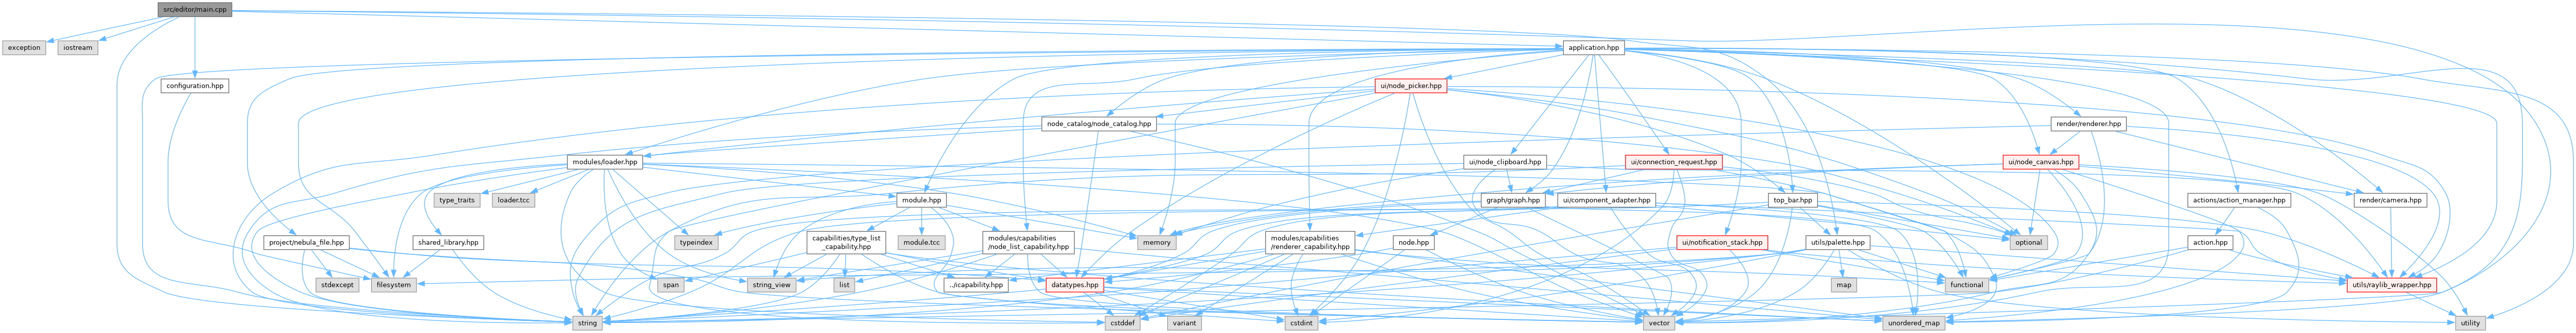 src/editor/main.cpp
exception
iostream
application.hpp
configuration.hpp
ui/node_picker.hpp
node_catalog/node_catalog.hpp
render/renderer.hpp
modules/loader.hpp
ui/node_clipboard.hpp
ui/connection_request.hpp
ui/node_canvas.hpp
type_traits
loader.tcc
module.hpp
graph/graph.hpp
ui/component_adapter.hpp
top_bar.hpp
actions/action_manager.hpp
render/camera.hpp
project/nebula_file.hpp
shared_library.hpp
typeindex
capabilities/type_list
_capability.hpp
module.tcc
modules/capabilities
/node_list_capability.hpp
memory
modules/capabilities
/renderer_capability.hpp
node.hpp
ui/notification_stack.hpp
utils/palette.hpp
optional
action.hpp
stdexcept
filesystem
span
string_view
list
../icapability.hpp
datatypes.hpp
functional
map
utils/raylib_wrapper.hpp
string
cstddef
variant
cstdint
vector
unordered_map
utility